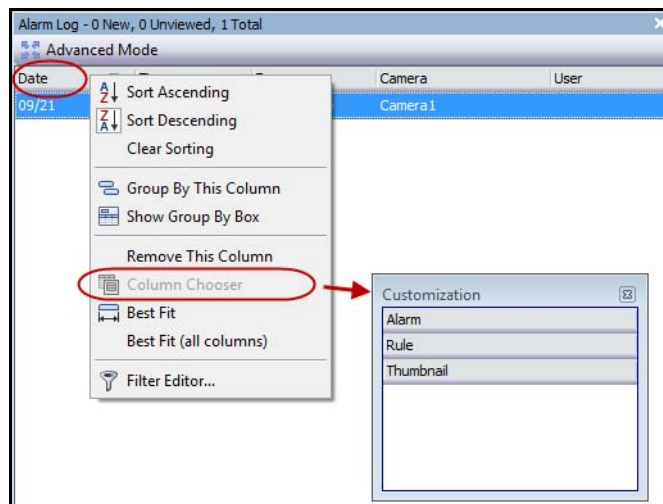 Alarm Log - 0 New, 0 Unviewed, 1 Total
Advanced Mode
Date Camera User
09/21 Camera1
Sort Ascending
Sort Descending
Clear Sorting
Group By This Column
Show Group By Box
Remove This Column
Column Chooser
Best Fit
Best Fit (all columns)
Filter Editor...
Customization
Alarm
Rule
Thumbnail